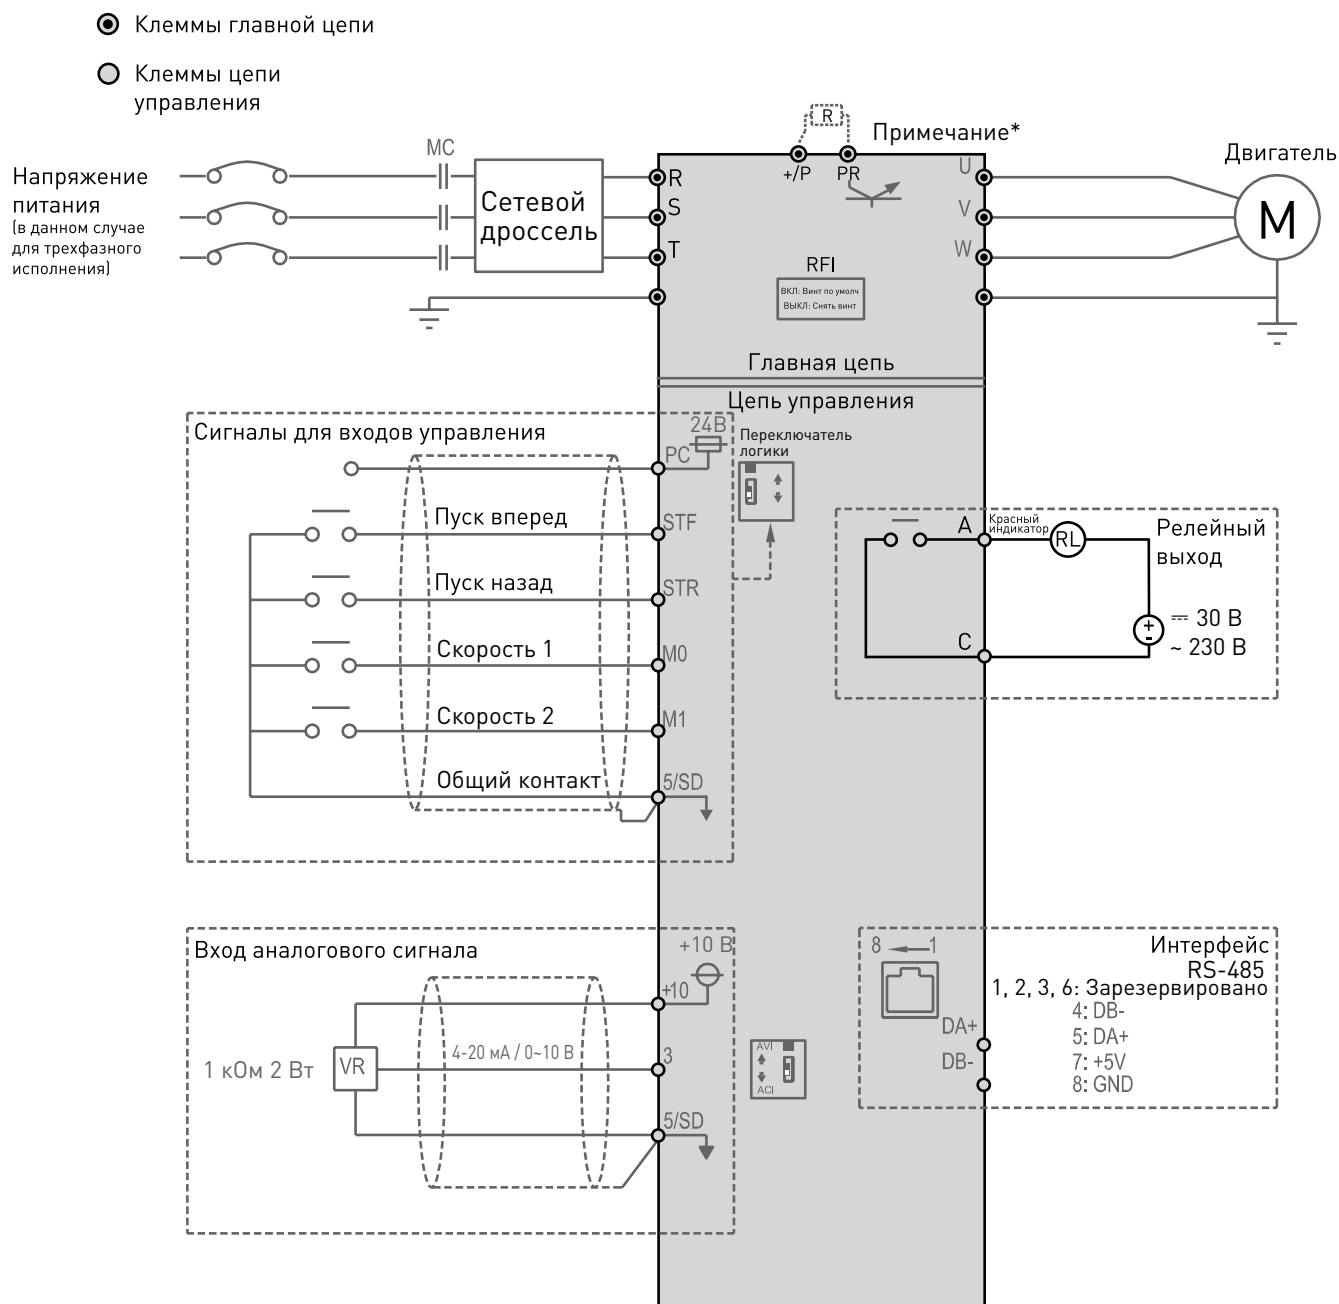 Клеммы главной цепи
Клеммы цепи
управления
R
Примечание*
MC
+/P
PR
U
Двигатель
Напряжение
питания
(в данном случае
для трехфазного
исполнения)
Сетевой
дроссель
R
S
T
V
W
M
RFI
ВКЛ: Винт по умолч
ВЫКЛ: Снять винт
Главная цепь
Цепь управления
Сигналы для входов управления
24В
PC
Переключатель
логики
Пуск вперед
STF
Пуск назад
STR
Скорость 1
M0
Скорость 2
M1
Общий контакт
5/SD
A
Красный
индикатор
RL
Релейный
выход
+
-
⎓ 30 В
~ 230 В
C
Вход аналогового сигнала
+10 В
+10
4-20 мА / 0~10 В
3
1 кОм 2 Вт
VR
5/SD
AVI
ACI
8
1
Интерфейс
RS-485
1, 2, 3, 6: Зарезервировано
4: DB-
5: DA+
7: +5V
8: GND
DA+
DB-